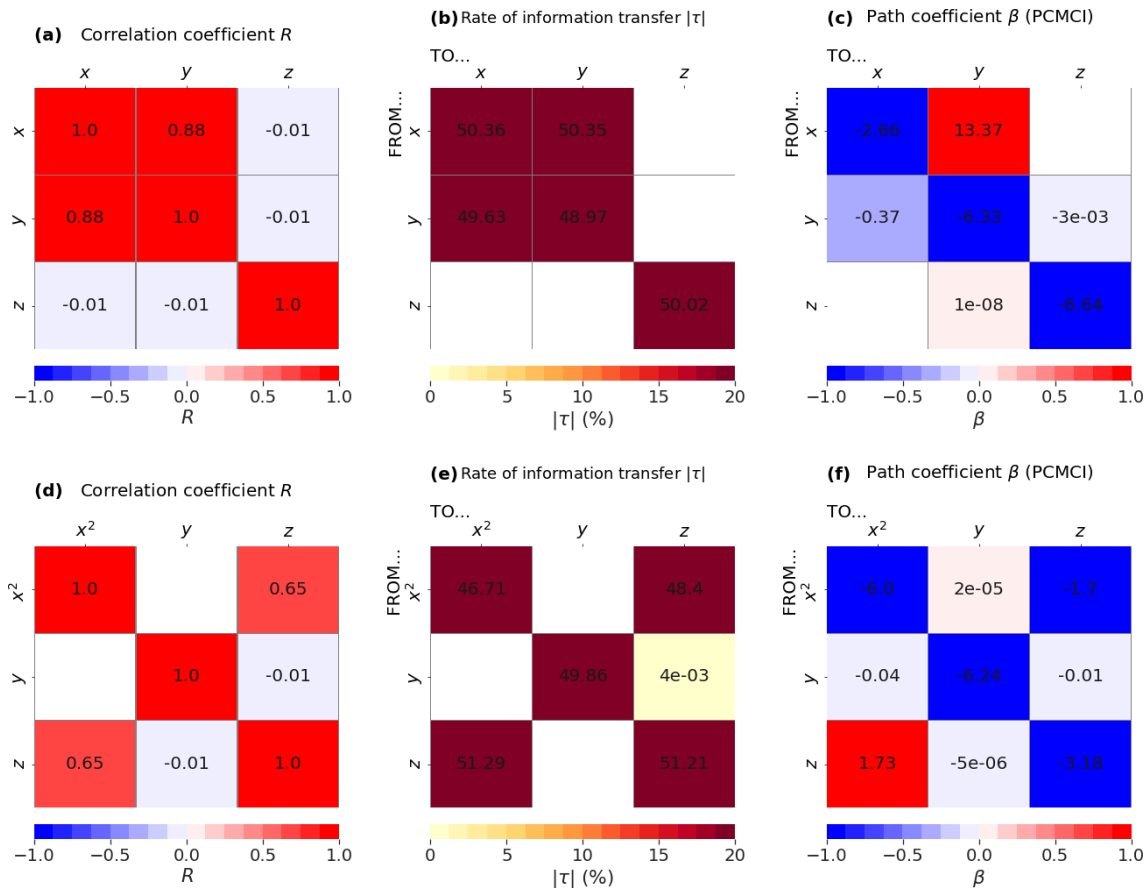 (a) Correlation coefficient R
x y z
x 1.0 0.88 -0.01
y 0.88 1.0 -0.01
z -0.01 -0.01 1.0
−1.0 −0.5 0.0 0.5 1.0
R
(b) Rate of information transfer |τ|
TO...
x y z
FROM...
x 50.36 50.35
y 49.63 48.97
z 50.02
0 5 10 15 20
|τ| (%)
(c) Path coefficient β (PCMCI)
TO...
x y z
FROM...
x -2.66 13.37
y -0.37 -6.33 -3e-03
z 1e-08 -6.64
−1.0 −0.5 0.0 0.5 1.0
β
(d) Correlation coefficient R
x² y z
x² 1.0 0.65
y 1.0 -0.01
z 0.65 -0.01 1.0
−1.0 −0.5 0.0 0.5 1.0
R
(e) Rate of information transfer |τ|
TO...
x² y z
FROM...
x² 46.71 48.4
y 49.86 4e-03
z 51.29 51.21
0 5 10 15 20
|τ| (%)
(f) Path coefficient β (PCMCI)
TO...
x² y z
FROM...
x² -6.0 2e-05 -1.7
y -0.04 -6.24 -0.01
z 1.73 -5e-06 -3.18
−1.0 −0.5 0.0 0.5 1.0
β